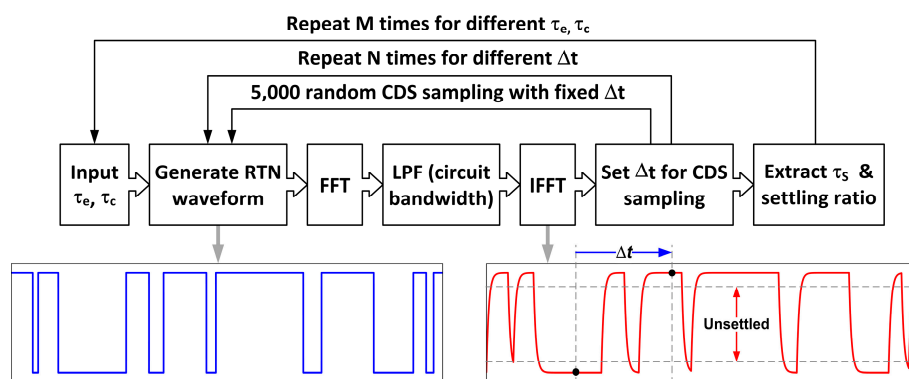 Repeat M times for different τe, τc
Repeat N times for different Δt
5,000 random CDS sampling with fixed Δt
Input
τe, τc
Generate RTN
waveform
FFT
LPF (circuit
bandwidth)
IFFT
Set Δt for CDS
sampling
Extract τS &
settling ratio
Δt
Unsettled